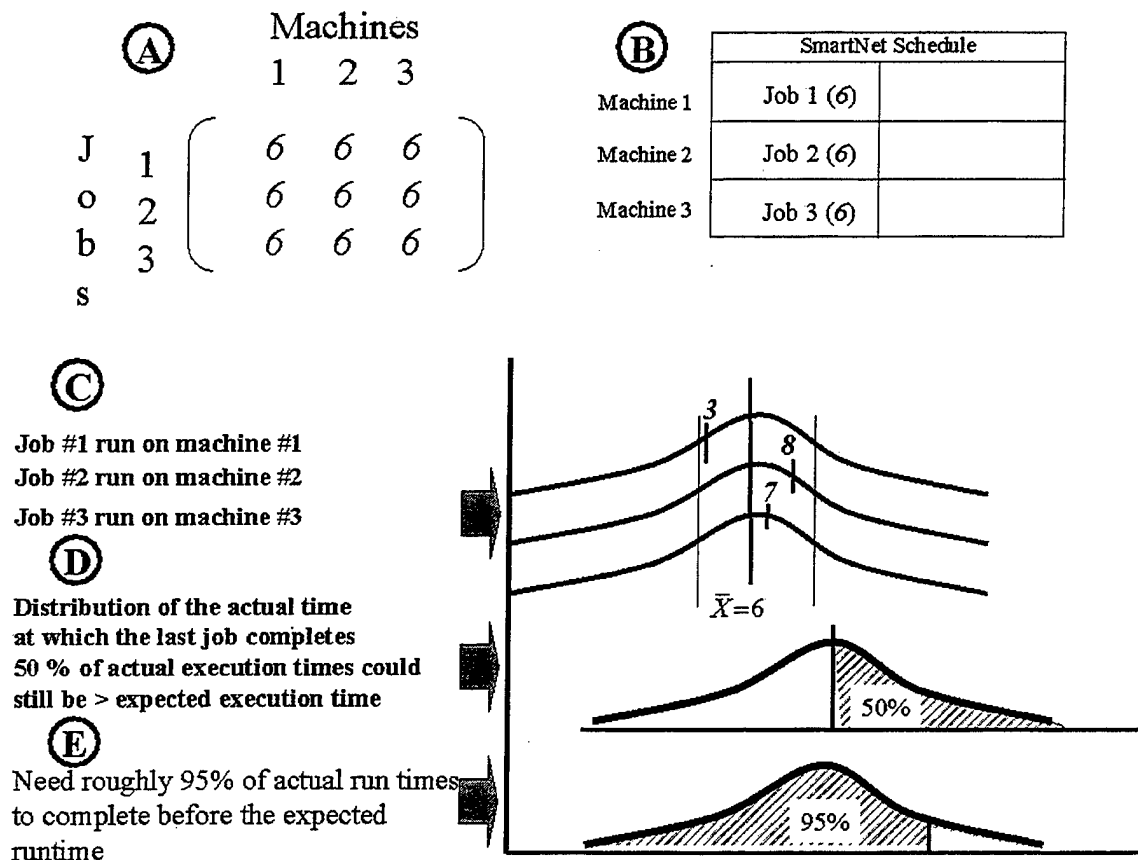 A
Machines
1 2 3
J
o
b
s
1
2
3
6 6 6
6 6 6
6 6 6
B
SmartNet Schedule
Machine 1 Job 1 (6)
Machine 2 Job 2 (6)
Machine 3 Job 3 (6)
C
Job #1 run on machine #1
Job #2 run on machine #2
Job #3 run on machine #3
3
8
7
X̄=6
D
Distribution of the actual time
at which the last job completes
50 % of actual execution times could
still be > expected execution time
50%
E
Need roughly 95% of actual run times
to complete before the expected
runtime
95%